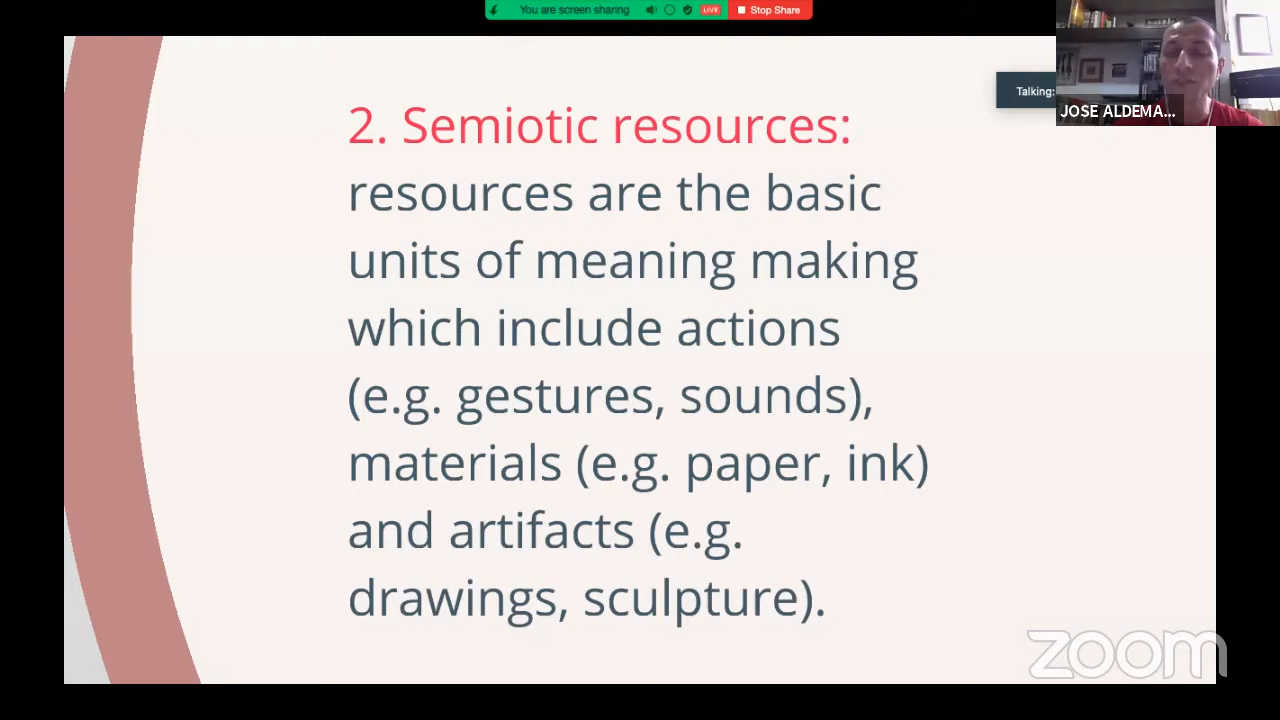 You are screen sharing
LIVE
Stop Share
Talking:
JOSE ALDEMA...
2. Semiotic resources:
resources are the basic
units of meaning making
which include actions
(e.g. gestures, sounds),
materials (e.g. paper, ink)
and artifacts (e.g.
drawings, sculpture).
zoom